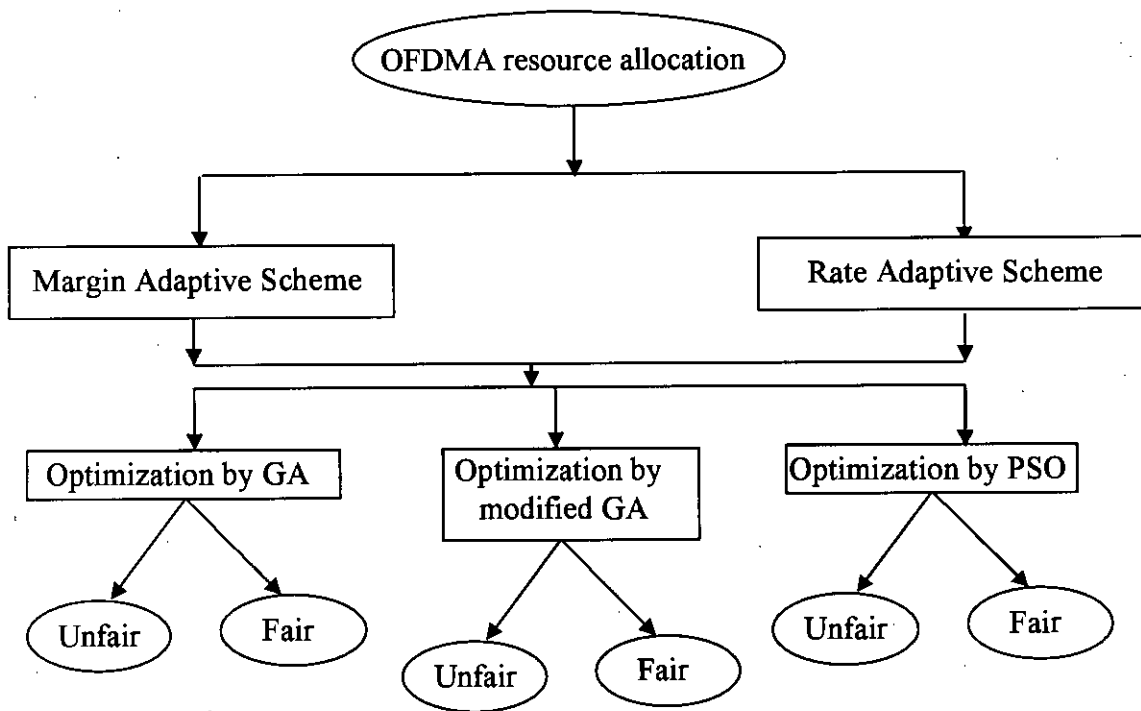 OFDMA resource allocation
Margin Adaptive Scheme
Rate Adaptive Scheme
Optimization by GA
Optimization by
modified GA
Optimization by PSO
Unfair
Fair
Unfair
Fair
Unfair
Fair